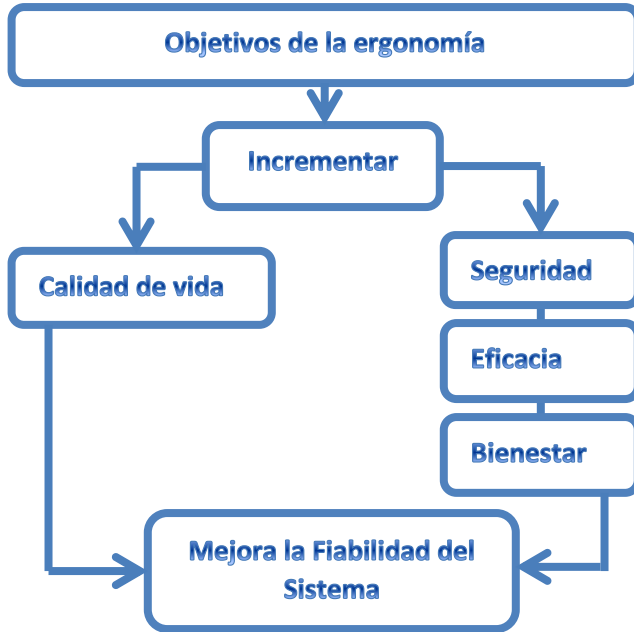 Objetivos de la ergonomía
Incrementar
Calidad de vida
Seguridad
Eficacia
Bienestar
Mejora la Fiabilidad del
Sistema